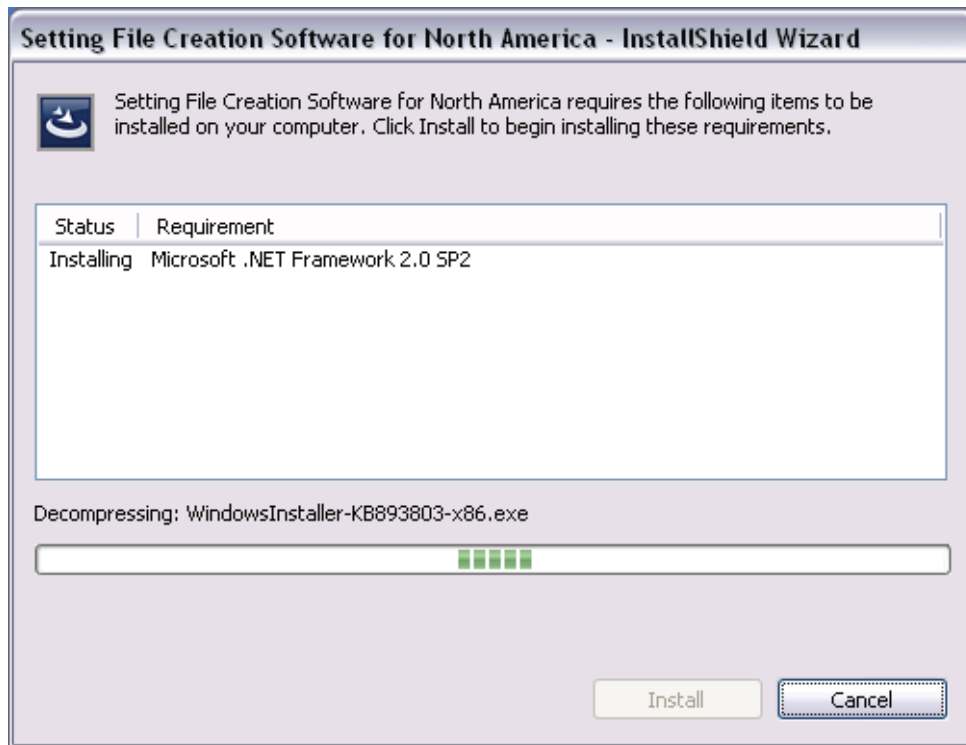 Setting File Creation Software for North America - InstallShield Wizard
Setting File Creation Software for North America requires the following items to be
installed on your computer. Click Install to begin installing these requirements.
Status Requirement
Installing Microsoft .NET Framework 2.0 SP2
Decompressing: WindowsInstaller-KB893803-x86.exe
Install Cancel